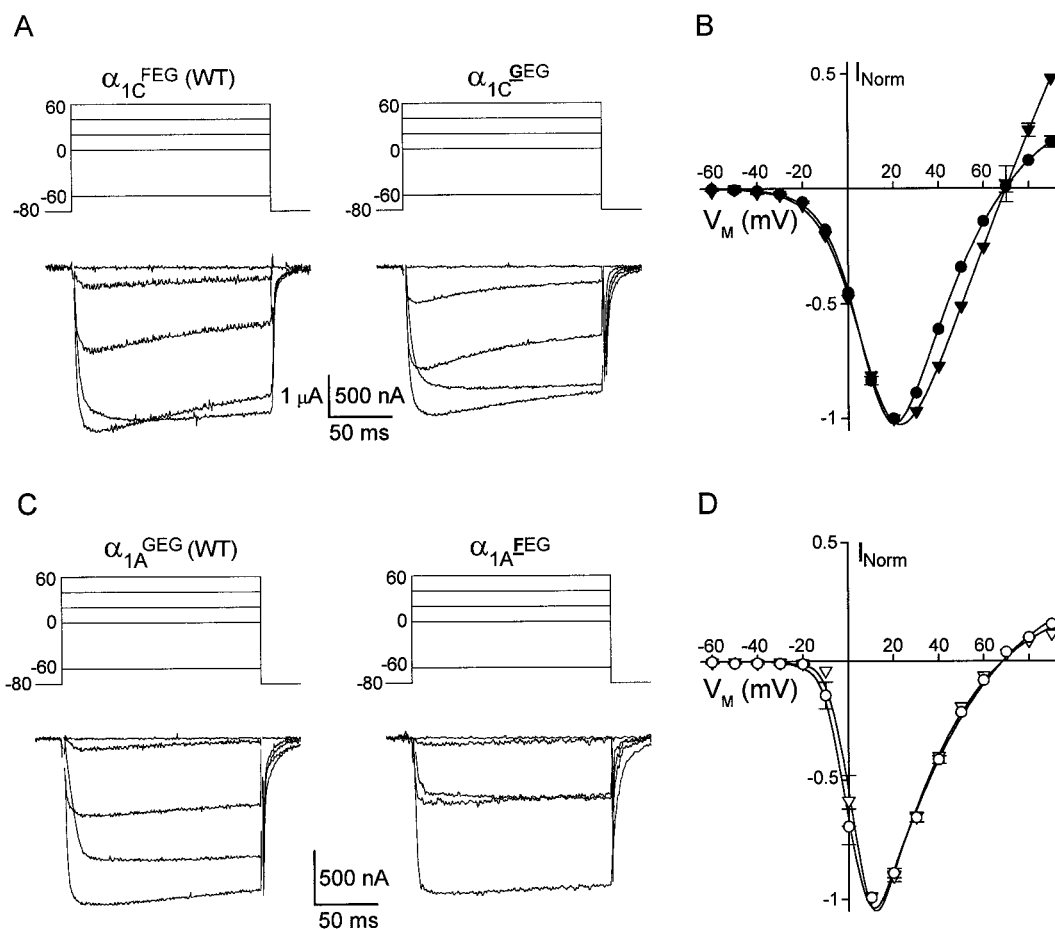 A
α1C FEG (WT)
α1C GEG
60
0
-60
-80
60
0
-60
-80
1 μA
500 nA
50 ms
B
0.5
INorm
-60 -40 -20 20 40 60
VM (mV)
-0.5
-1
C
α1A GEG (WT)
α1A FEG
60
0
-60
-80
60
0
-60
-80
500 nA
50 ms
D
0.5
INorm
-60 -40 -20 20 40 60
VM (mV)
-0.5
-1